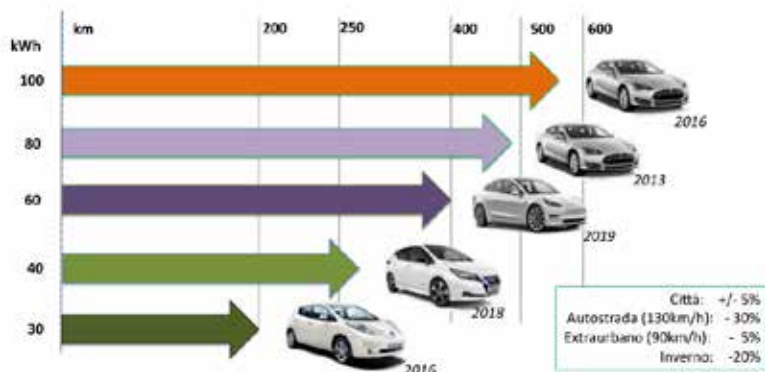 km 200 250 400 500 600
kWh
100
2016
80
2013
60
2019
40
2018
30
2016
Città: +/- 5%
Autostrada (130km/h): - 30%
Extraurbano (90km/h): - 5%
Inverno: -20%